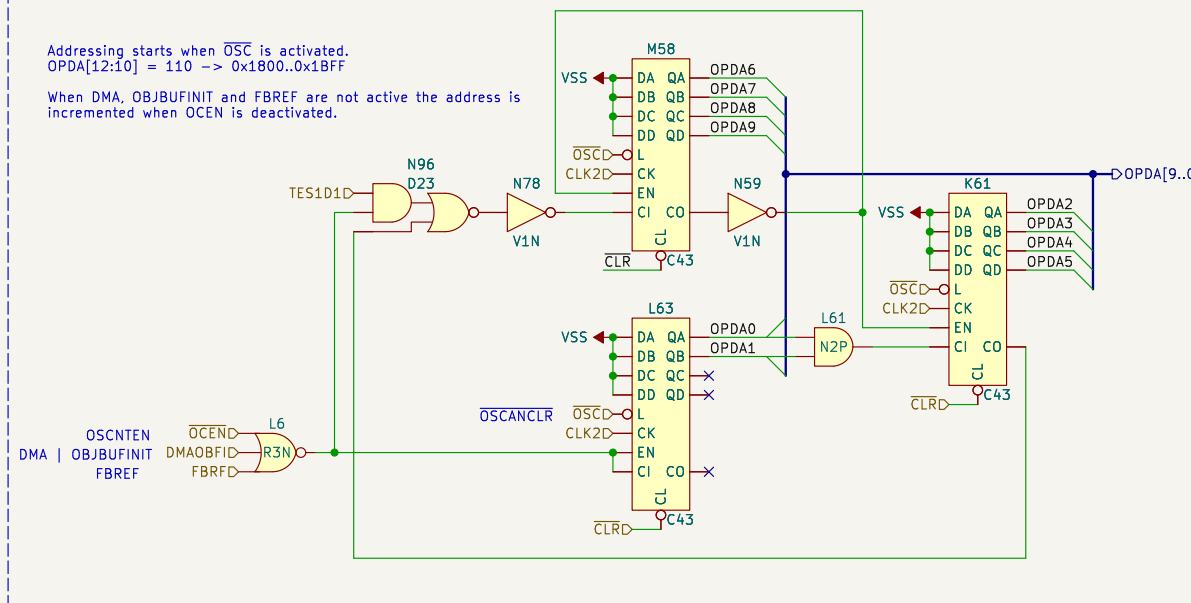 Addressing starts when OSC is activated.
OPDA[12:10] = 110 -> 0x1800..0x1BFF
When DMA, OBJBUFINIT and FBREF are not active the address is
incremented when OCEN is deactivated.
M58
VSS
DA QA OPDA6
DB QB OPDA7
DC QC OPDA8
DD QD OPDA9
OSC L
CLK2 CK
EN
CI CO
CL
CLR
C43
N96
D23
TES1D1
N78
V1N
N59
V1N
OPDA[9..0
K61
VSS
DA QA OPDA2
DB QB OPDA3
DC QC OPDA4
DD QD OPDA5
OSC L
CLK2 CK
EN
CI CO
CL
CLR
C43
L63
VSS
DA QA OPDA0
DB QB OPDA1
DC QC
DD QD
OSCANCLR
OSC L
CLK2 CK
EN
CI CO
CL
CLR
C43
L61
N2P
OSCNTEN
DMA | OBJBUFINIT
FBREF
OCEN
DMAOBFI
FBRF
L6
R3N